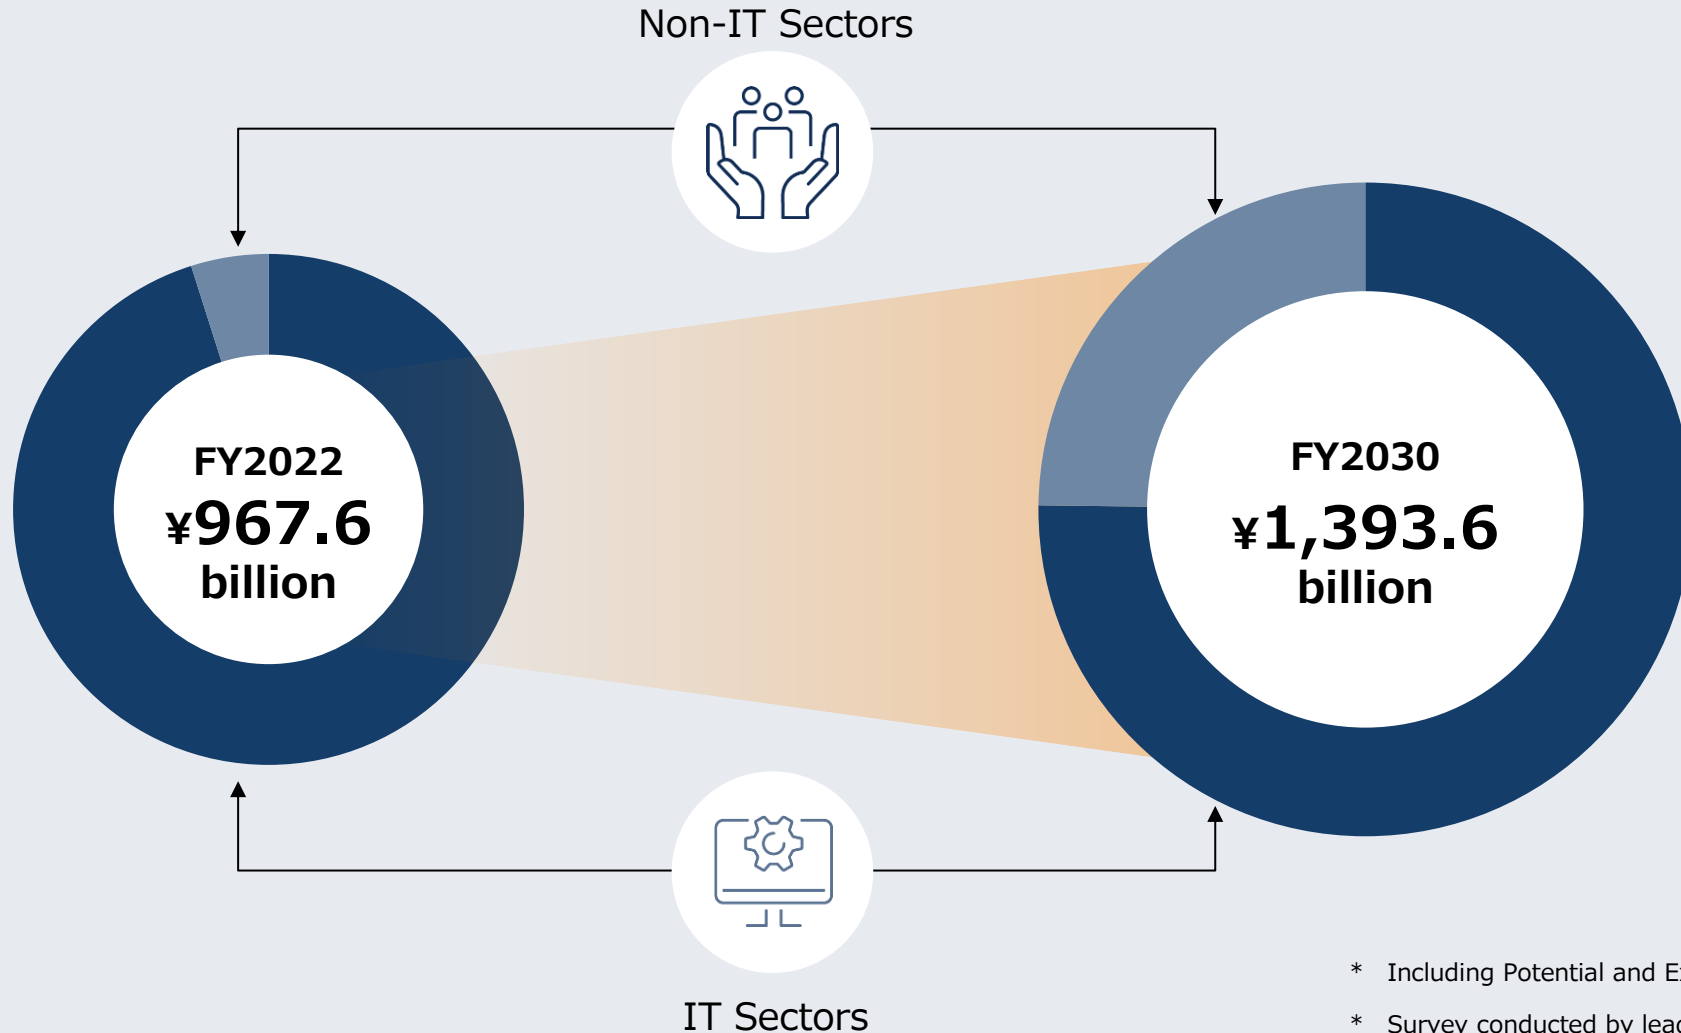 Non-IT Sectors
FY2022
¥967.6
billion
FY2030
¥1,393.6
billion
IT Sectors
* Including Potential and
* Survey conducted by